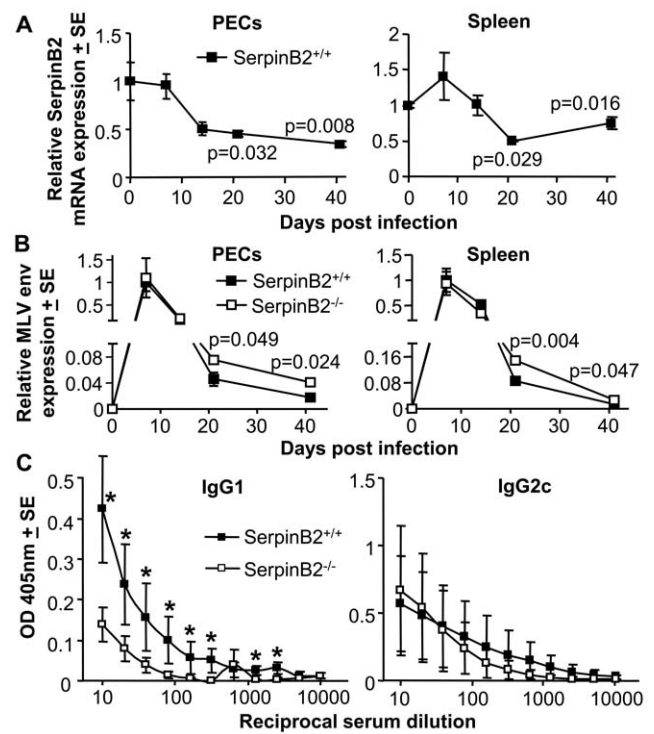 A
PECs
Spleen
Relative SerpinB2
mRNA expression ± SE
1.5
1
0.5
0
SerpinB2+/+
p=0.032
p=0.008
0 10 20 30 40
2
1.5
1
0.5
0
p=0.029
p=0.016
0 10 20 30 40
Days post infection
B
PECs
Spleen
Relative MLV env
expression ± SE
1.5
1
0.5
0.08
0.04
0
SerpinB2+/+
SerpinB2-/-
p=0.049
p=0.024
0 10 20 30 40
1.5
1
0.5
0.16
0.08
0
p=0.004
p=0.047
0 10 20 30 40
Days post infection
C
IgG1
IgG2c
OD 405nm ± SE
0.5
0.4
0.3
0.2
0.1
0
* * * * * * * *
SerpinB2+/+
SerpinB2-/-
10 100 1000 10000
1.5
1
0.5
0
10 100 1000 10000
Reciprocal serum dilution